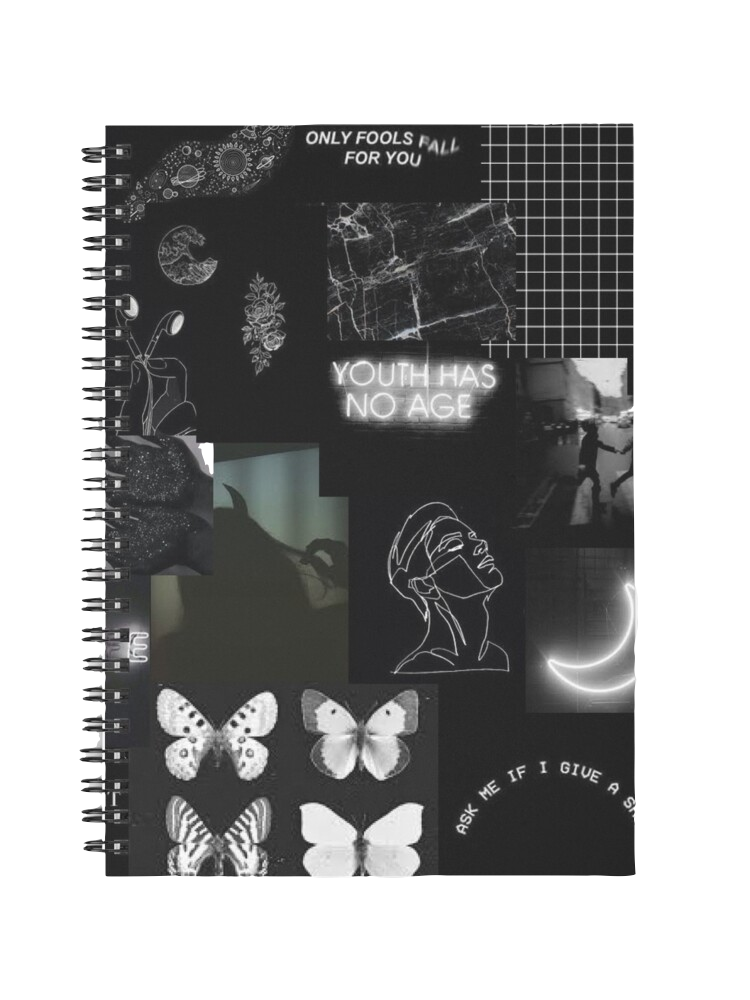 ONLY FOOLS FALL
FOR YOU
YOUTH HAS
NO AGE
E
ASK ME IF I GIVE A